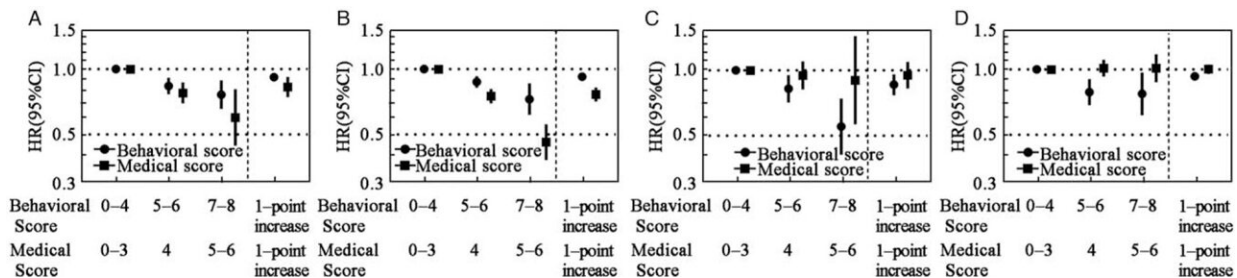 A
1.5
1.0
0.5
0.3
HR(95%CI)
Behavioral score
Medical score
B
1.5
1.0
0.5
0.3
HR(95%CI)
Behavioral score
Medical score
C
1.5
1.0
0.5
0.3
HR(95%CI)
Behavioral score
Medical score
D
1.5
1.0
0.5
0.3
HR(95%CI)
Behavioral score
Medical score
Behavioral 0–4 5–6 7–8 1–point
Score increase
Medical 0–3 4 5–6 1–point
Score increase
Behavioral 0–4 5–6 7–8 1–point
Score increase
Medical 0–3 4 5–6 1–point
Score increase
Behavioral 0–4 5–6 7–8 1–point
Score increase
Medical 0–3 4 5–6 1–point
Score increase
Behavioral 0–4 5–6 7–8 1–point
Score increase
Medical 0–3 4 5–6 1–point
Score increase